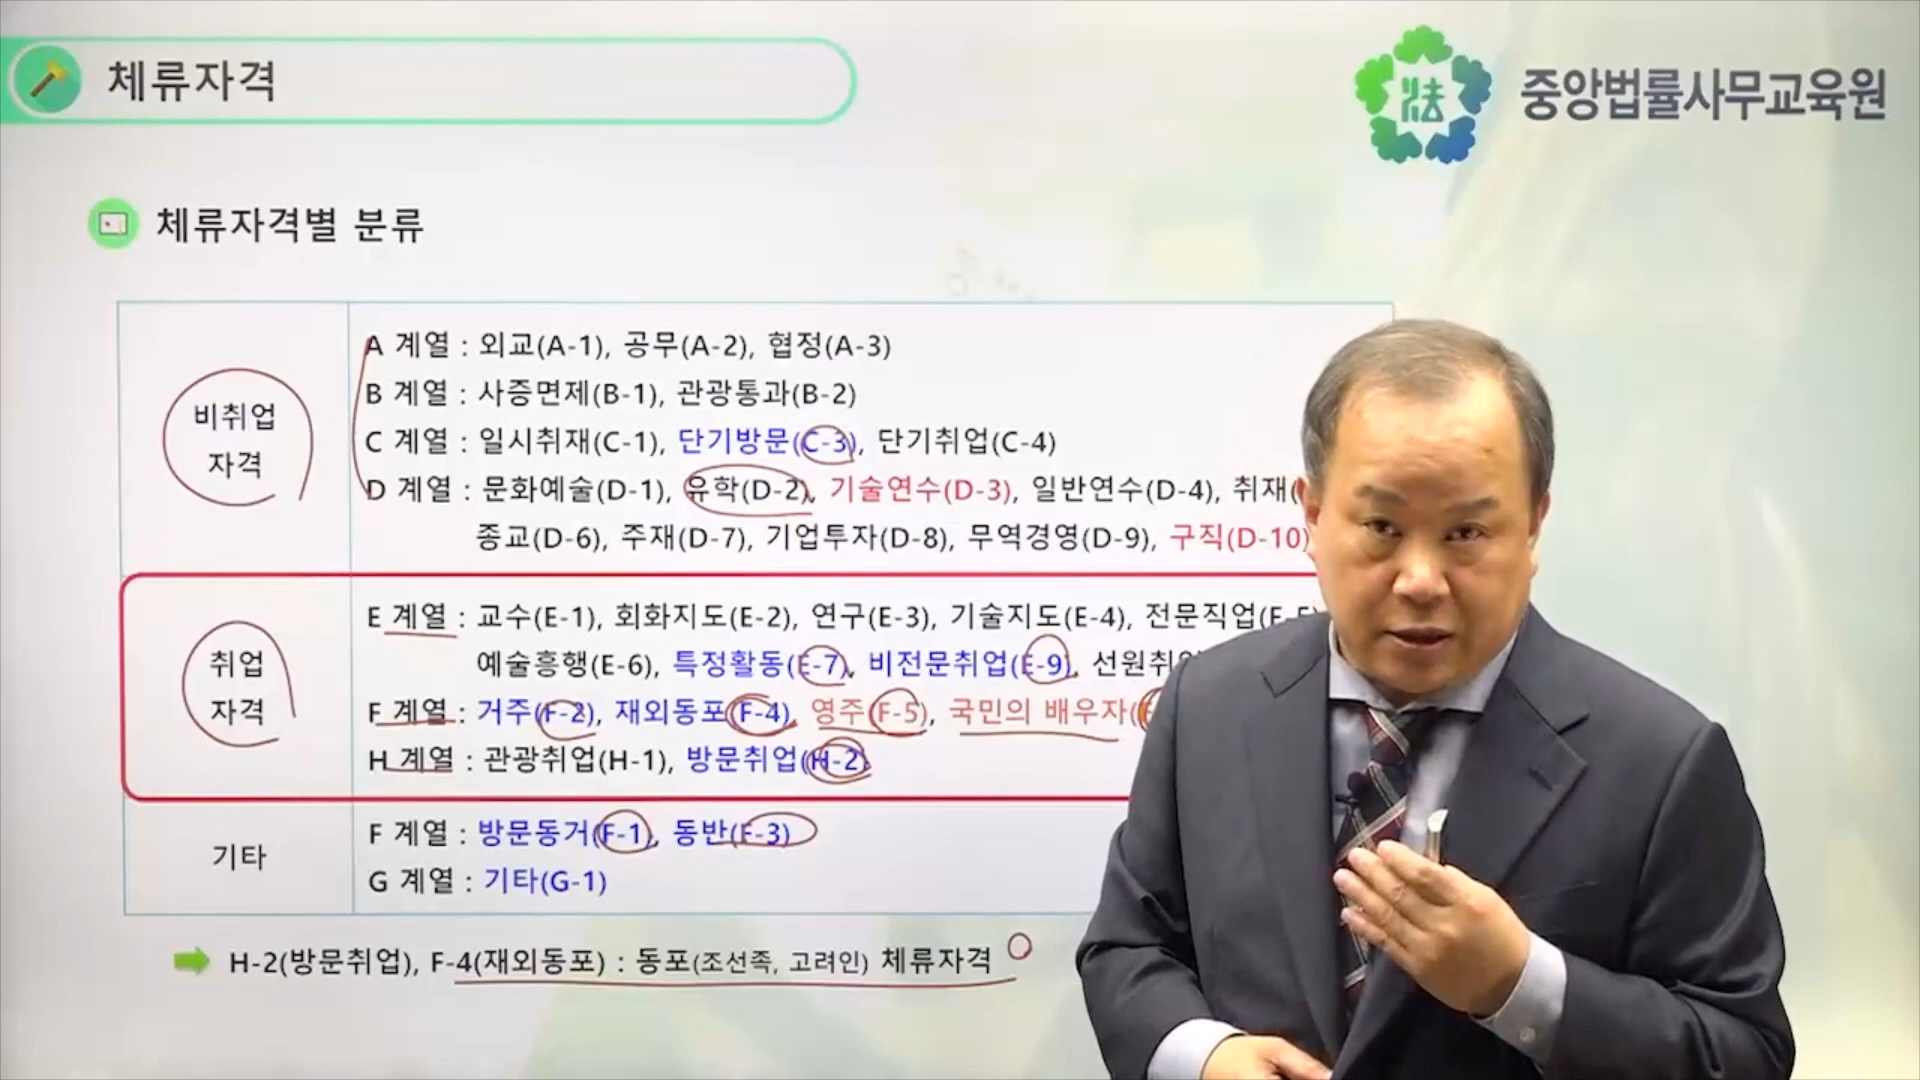 체류자격
法
중앙법률사무교육원
체류자격별 분류
비취업
자격
A 계열 : 외교(A-1), 공무(A-2), 협정(A-3)
B 계열 : 사증면제(B-1), 관광통과(B-2)
C 계열 : 일시취재(C-1), 단기방문(C-3), 단기취업(C-4)
D 계열 : 문화예술(D-1), 유학(D-2), 기술연수(D-3), 일반연수(D-4), 취재(
종교(D-6), 주재(D-7), 기업투자(D-8), 무역경영(D-9), 구직(D-10)
취업
자격
E 계열 : 교수(E-1), 회화지도(E-2), 연구(E-3), 기술지도(E-4), 전문직업(E-5)
예술흥행(E-6), 특정활동(E-7), 비전문취업(E-9), 선원취업
F 계열 : 거주(F-2), 재외동포(F-4), 영주(F-5), 국민의 배우자(
H 계열 : 관광취업(H-1), 방문취업(H-2)
기타
F 계열 : 방문동거(F-1), 동반(F-3)
G 계열 : 기타(G-1)
H-2(방문취업), F-4(재외동포) : 동포(조선족, 고려인) 체류자격